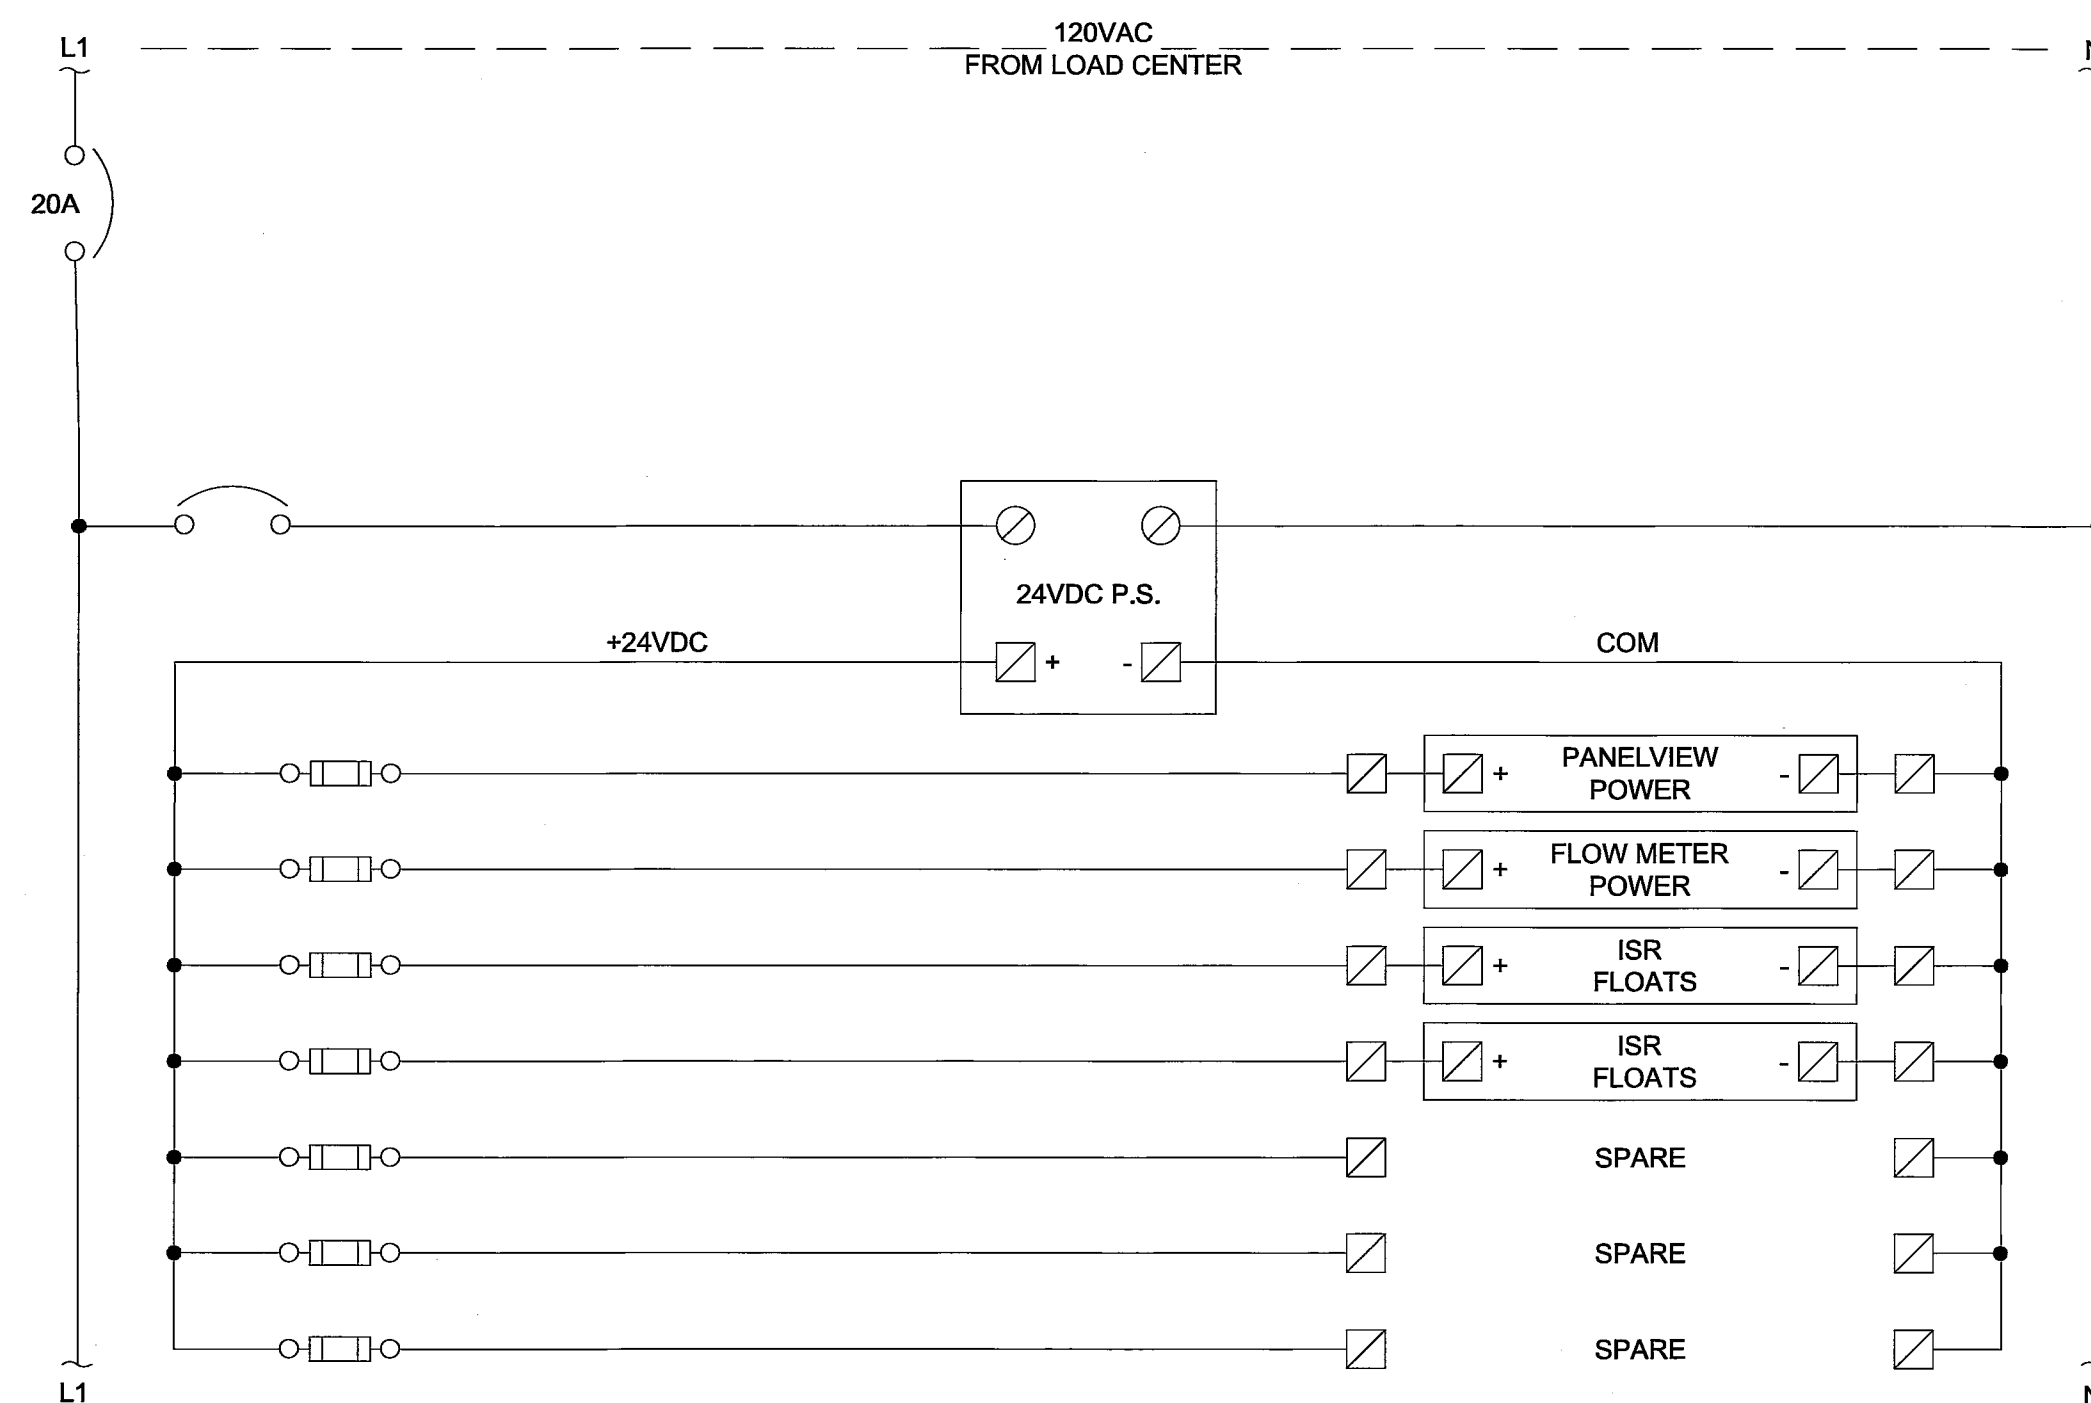 L1
120VAC
FROM LOAD CENTER
20A
24VDC P.S.
+24VDC
+
-
COM
+
PANELVIEW
POWER
-
+
FLOW METER
POWER
-
+
ISR
FLOATS
-
+
ISR
FLOATS
-
SPARE
SPARE
SPARE
L1